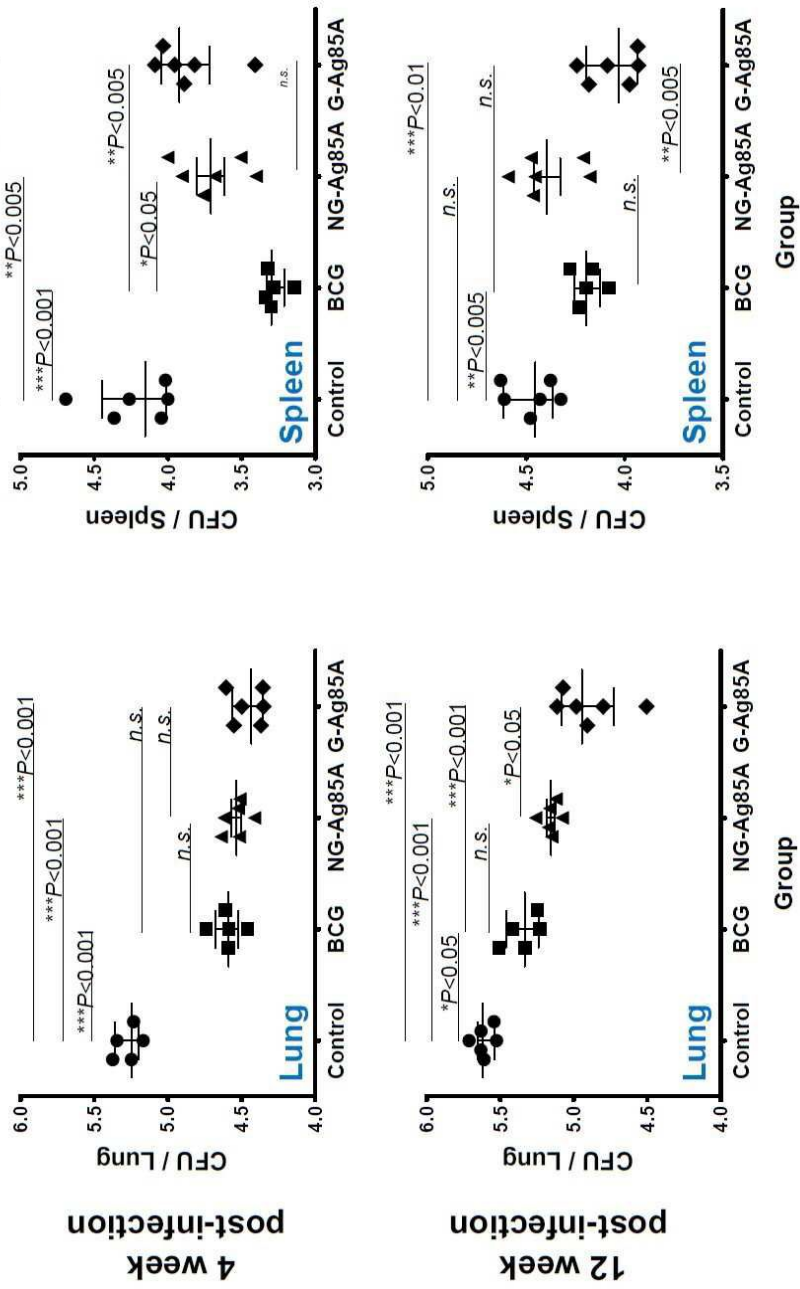 4 week
post-infection
CFU / Lung
6.0
5.5
5.0
4.5
4.0
***P<0.001
***P<0.001
***P<0.001
n.s.
n.s.
n.s.
Lung
Control
BCG
NG-Ag85A
G-Ag85A
CFU / Spleen
5.0
4.5
4.0
3.5
3.0
**P<0.005
***P<0.001
**P<0.005
*P<0.05
n.s.
Spleen
Control
BCG
NG-Ag85A
G-Ag85A
12 week
post-infection
CFU / Lung
6.0
5.5
5.0
4.5
4.0
***P<0.001
***P<0.001
*P<0.05
***P<0.001
n.s.
*P<0.05
Lung
Control
BCG
NG-Ag85A
G-Ag85A
Group
CFU / Spleen
5.0
4.5
4.0
3.5
***P<0.01
n.s.
**P<0.005
n.s.
n.s.
**P<0.005
Spleen
Control
BCG
NG-Ag85A
G-Ag85A
Group